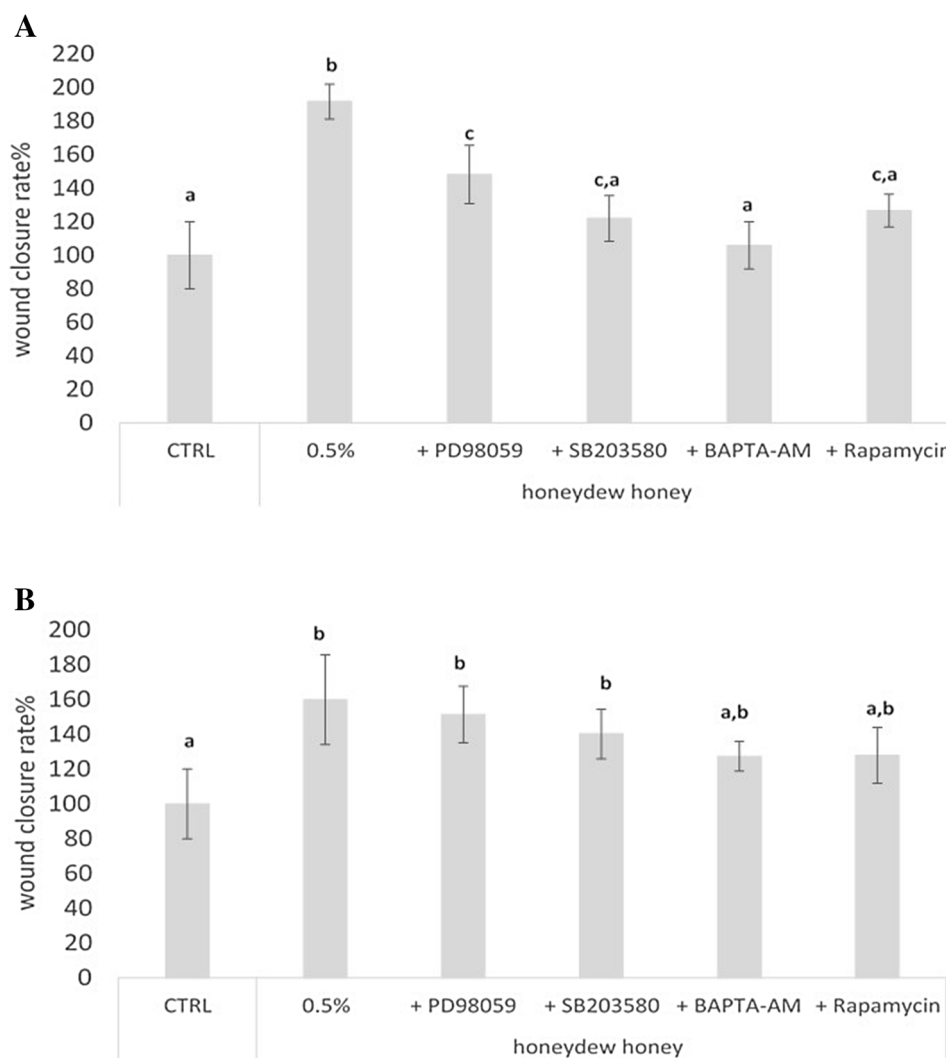 A
wound closure rate%
220
200
180
160
140
120
100
80
60
40
20
0
a
b
c
c,a
a
c,a
CTRL 0.5% + PD98059 + SB203580 + BAPTA-AM + Rapamycin
honeydew honey
B
wound closure rate%
200
180
160
140
120
100
80
60
40
20
0
a
b
b
b
a,b
a,b
CTRL 0.5% + PD98059 + SB203580 + BAPTA-AM + Rapamycin
honeydew honey